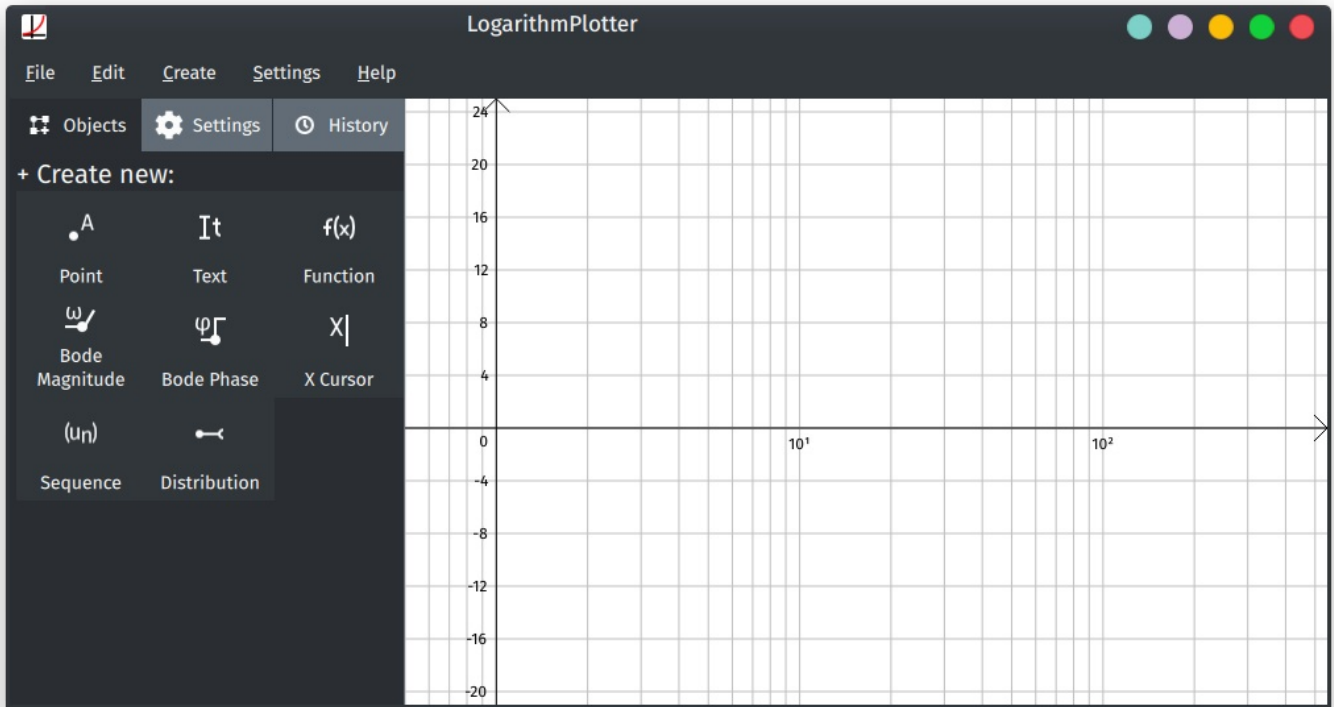 LogarithmPlotter
File Edit Create Settings Help
Objects Settings History
+ Create new:
A It f(x)
Point Text Function
ω φ X|
Bode
Magnitude Bode Phase X Cursor
(un)
Sequence Distribution
24
20
16
12
8
4
0 10¹ 10²
-4
-8
-12
-16
-20